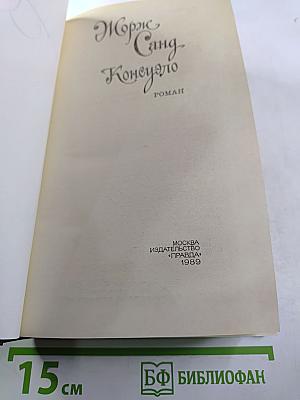 Жорж
Санд
Консуэло
РОМАН
МОСКВА
ИЗДАТЕЛЬСТВО
«ПРАВДА»
1989
15 см
БФ БИБЛИОФАН